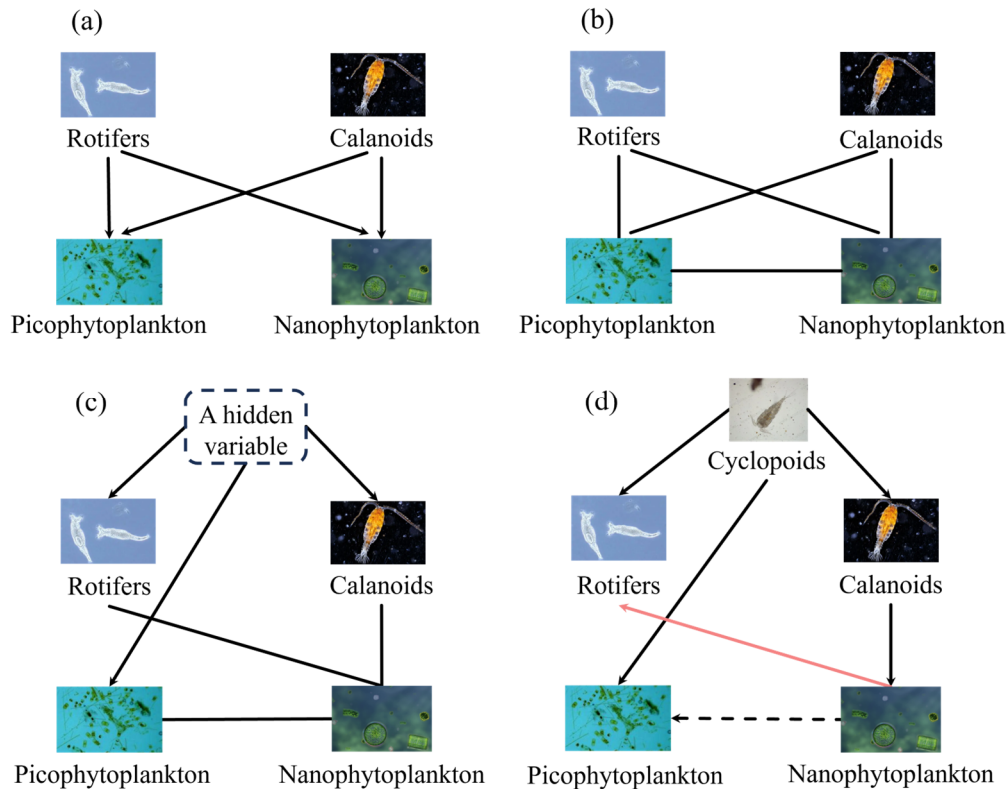 (a)
Rotifers
Calanoids
Picophytoplankton
Nanophytoplankton
(b)
Rotifers
Calanoids
Picophytoplankton
Nanophytoplankton
(c)
A hidden
variable
Rotifers
Calanoids
Picophytoplankton
Nanophytoplankton
(d)
Cyclopoids
Rotifers
Calanoids
Picophytoplankton
Nanophytoplankton